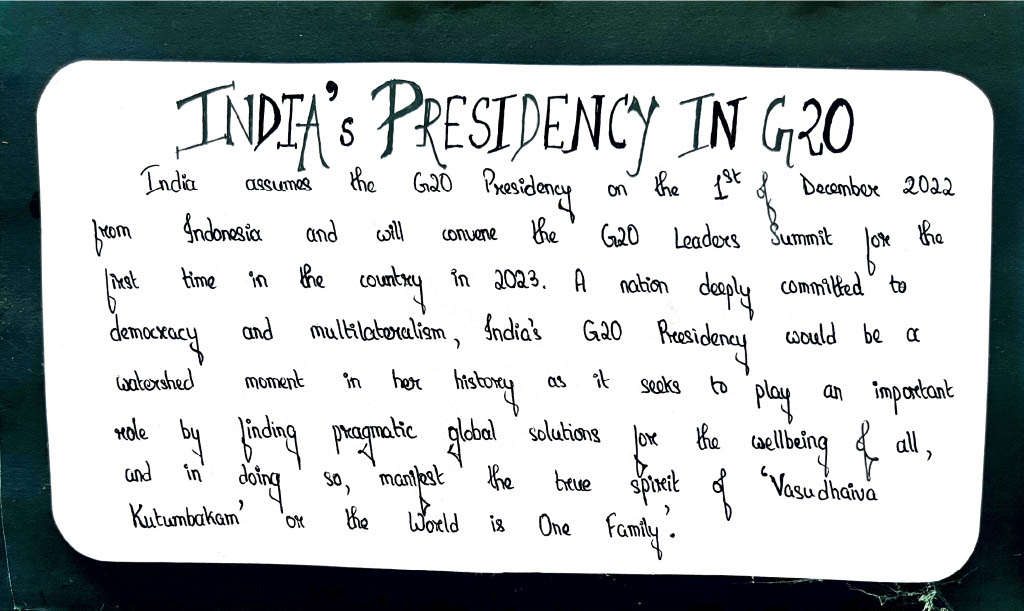 INDIA's PRESIDENCY IN G20
India assumes the G20 Presidency on the 1st of December 2022
from Indonesia and will convene the G20 Leaders Summit for the
first time in the country in 2023. A nation deeply committed to
democracy and multilateralism, India's G20 Presidency would be a
watershed moment in her history as it seeks to play an important
role by finding pragmatic global solutions for the wellbeing of all,
and in doing so, manifest the true spirit of 'Vasudhaiva
Kutumbakam' or the World is One Family'.